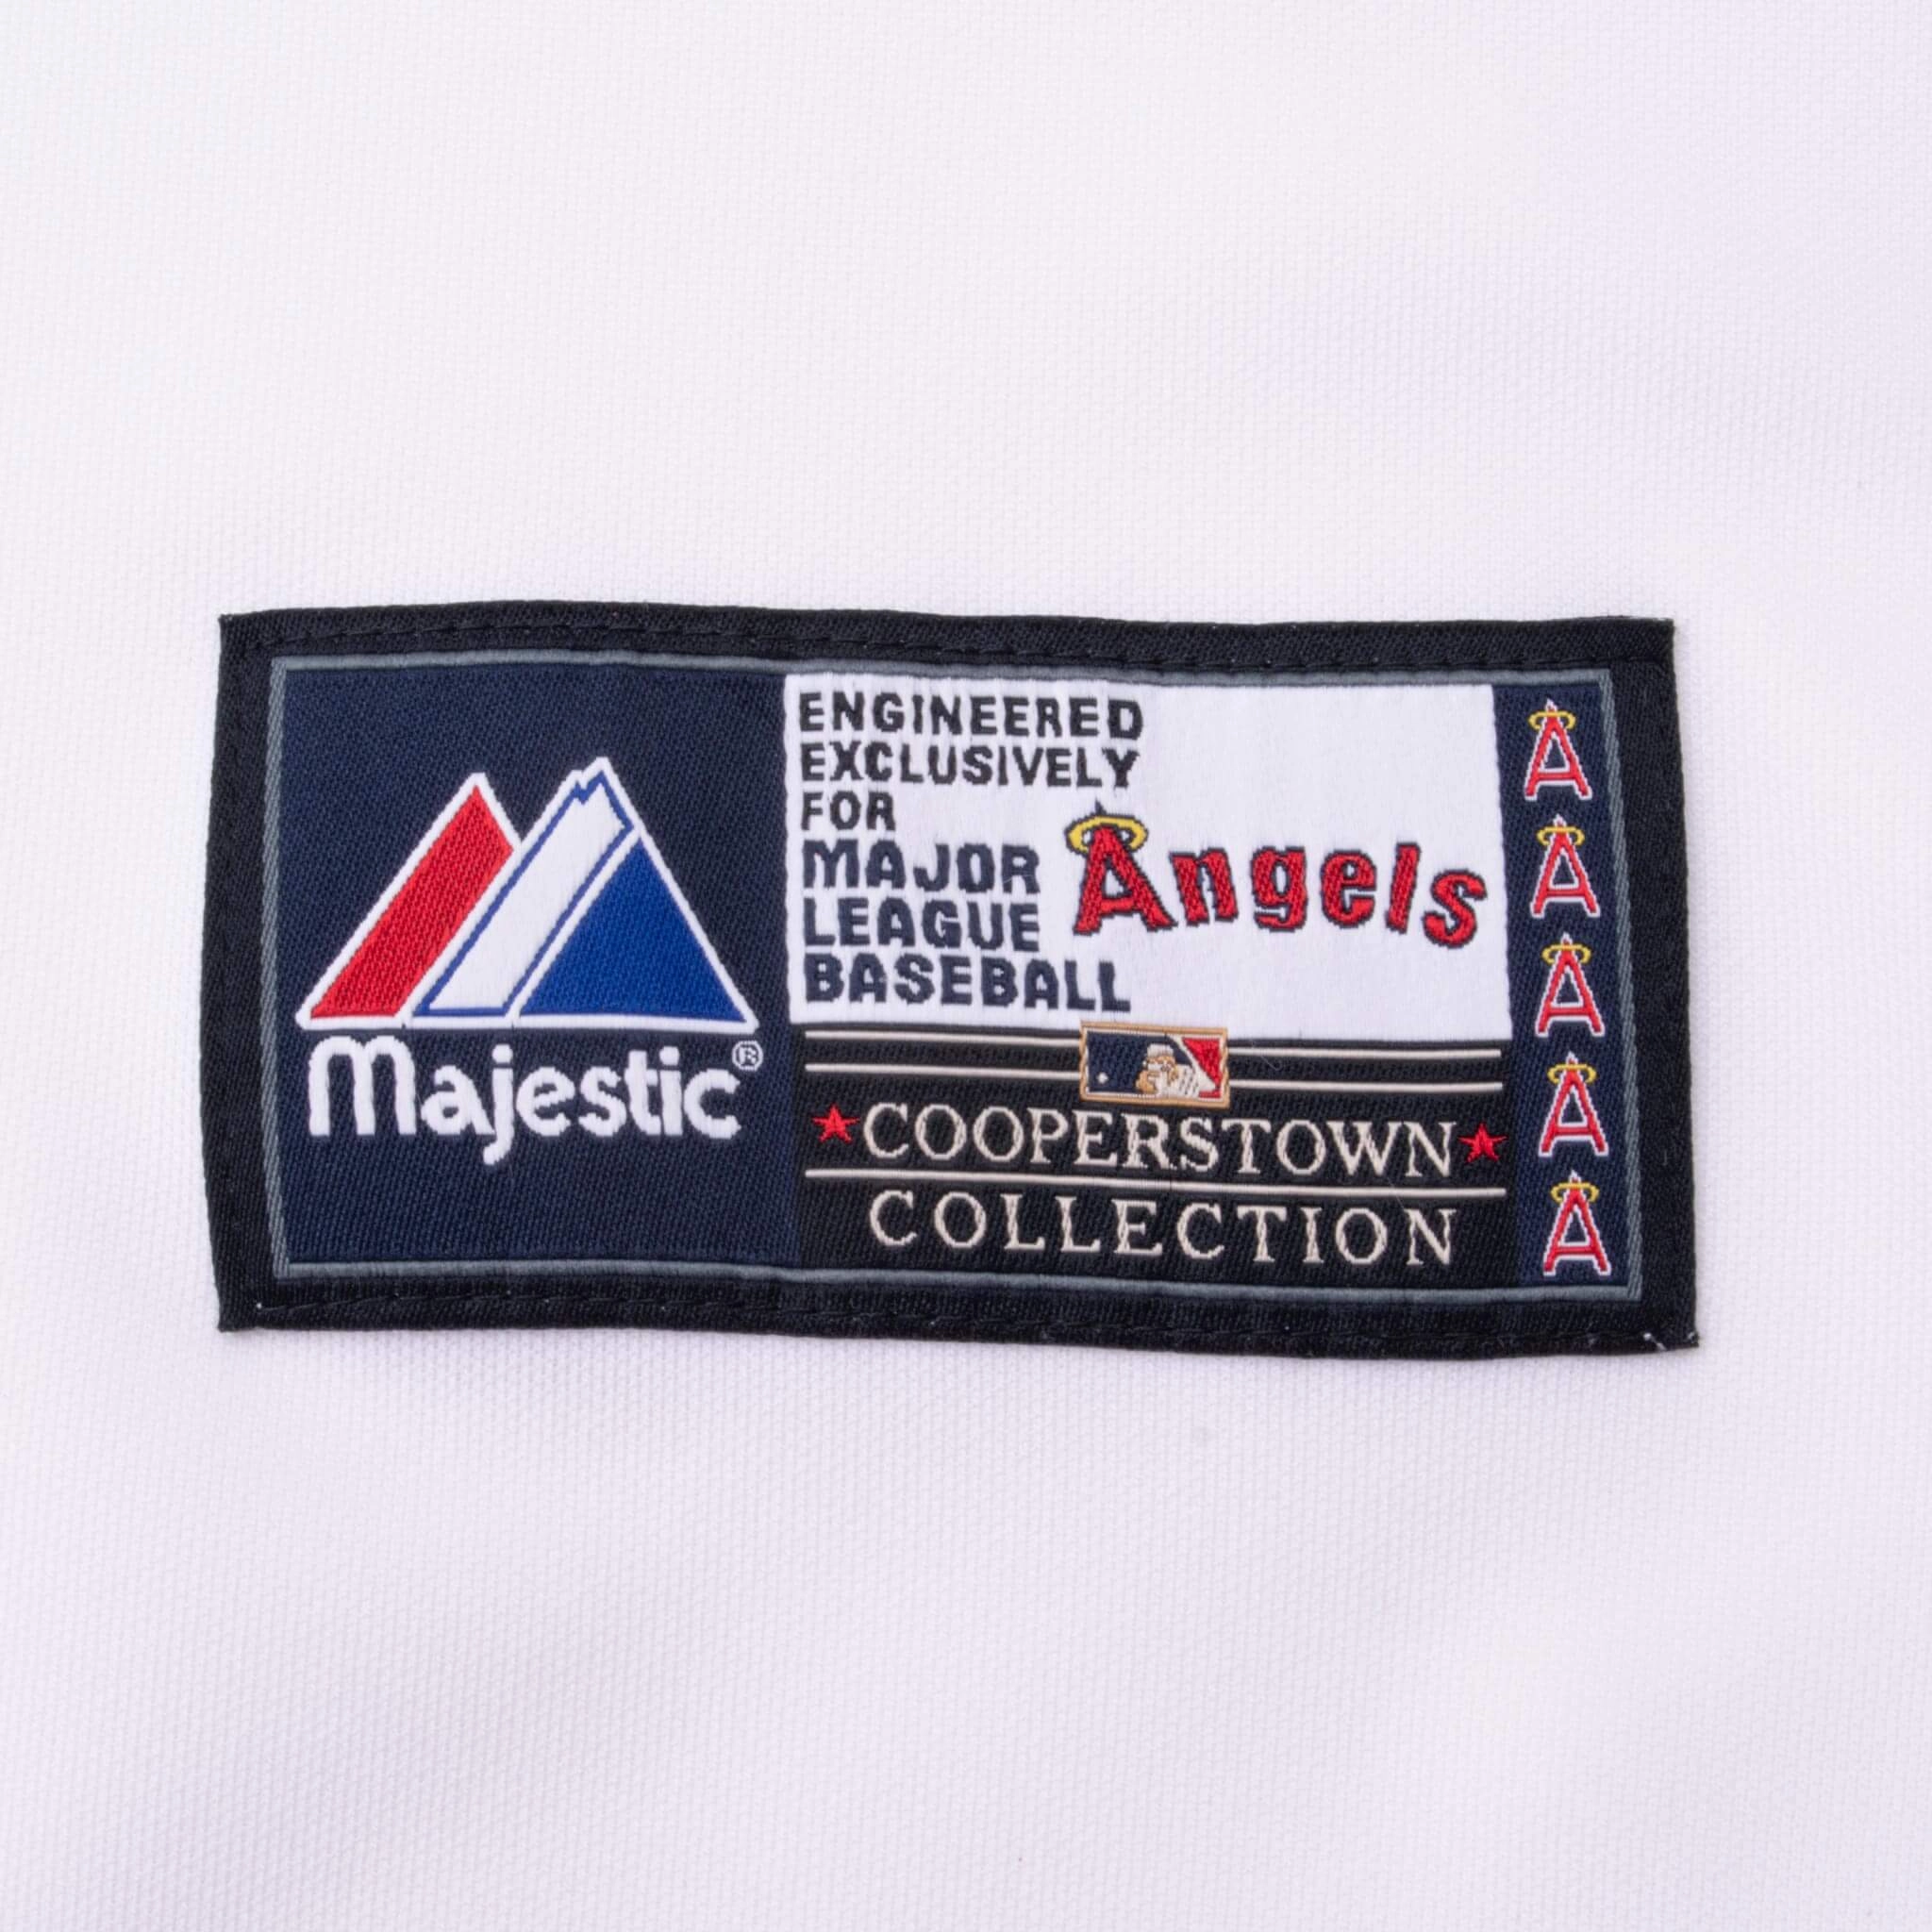 Majestic®
ENGINEERED
EXCLUSIVELY
FOR
MAJOR
LEAGUE
BASEBALL
Angels
COOPERSTOWN
COLLECTION
A
A
A
A
A